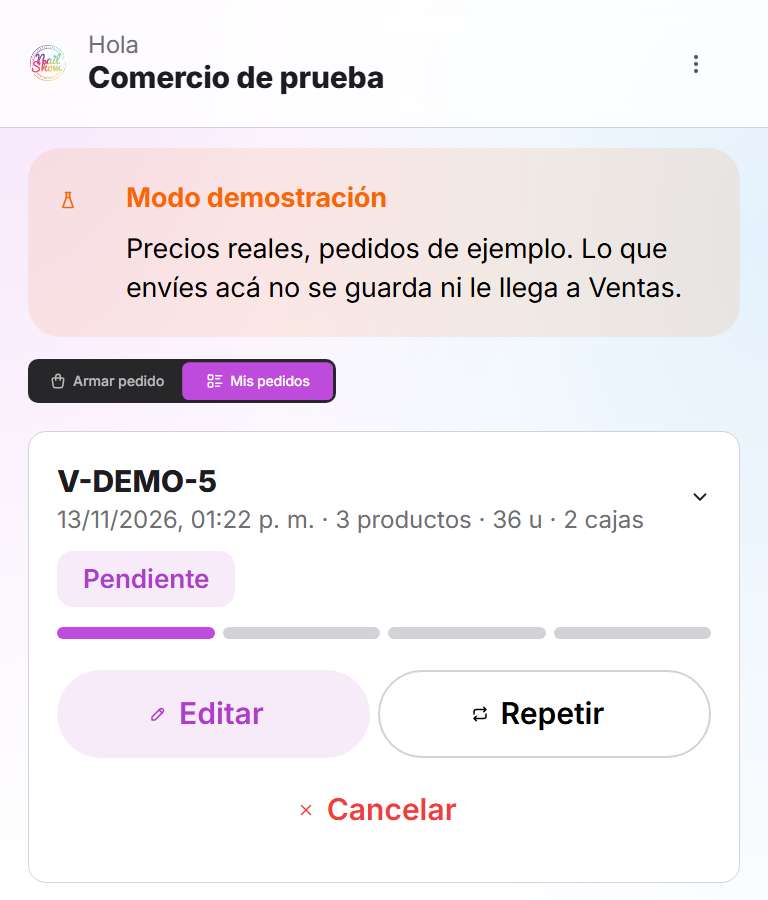 Nail Show
Hola
Comercio de prueba
Modo demostración
Precios reales, pedidos de ejemplo. Lo que
envíes acá no se guarda ni le llega a Ventas.
Armar pedido
Mis pedidos
V-DEMO-5
13/11/2026, 01:22 p. m. · 3 productos · 36 u · 2 cajas
Pendiente
Editar
Repetir
Cancelar